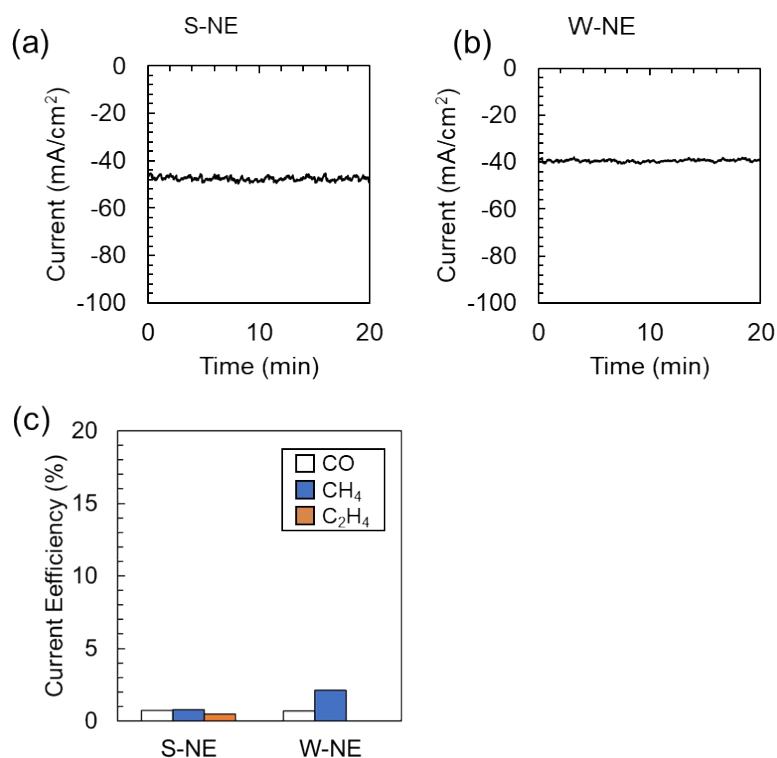 (a)
S-NE
0
-20
-40
-60
-80
-100
Current (mA/cm²)
0 10 20
Time (min)
(b)
W-NE
0
-20
-40
-60
-80
-100
Current (mA/cm²)
0 10 20
Time (min)
(c)
20
15
10
5
0
Current Eefficiency (%)
CO
CH₄
C₂H₄
S-NE W-NE